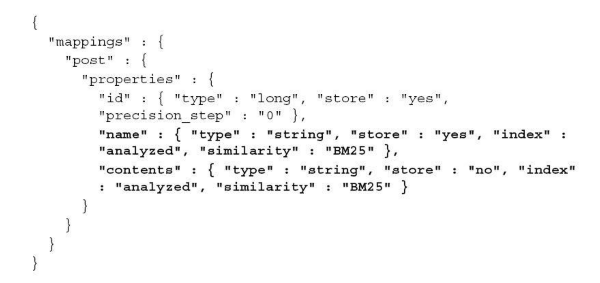 {
  "mappings" : {
    "post" : {
      "properties" : {
        "id" : { "type" : "long", "store" : "yes",
        "precision_step" : "0" },
        "name" : { "type" : "string", "store" : "yes", "index" :
        "analyzed", "similarity" : "BM25" },
        "contents" : { "type" : "string", "store" : "no", "index"
        : "analyzed", "similarity" : "BM25" }
      }
    }
  }
}